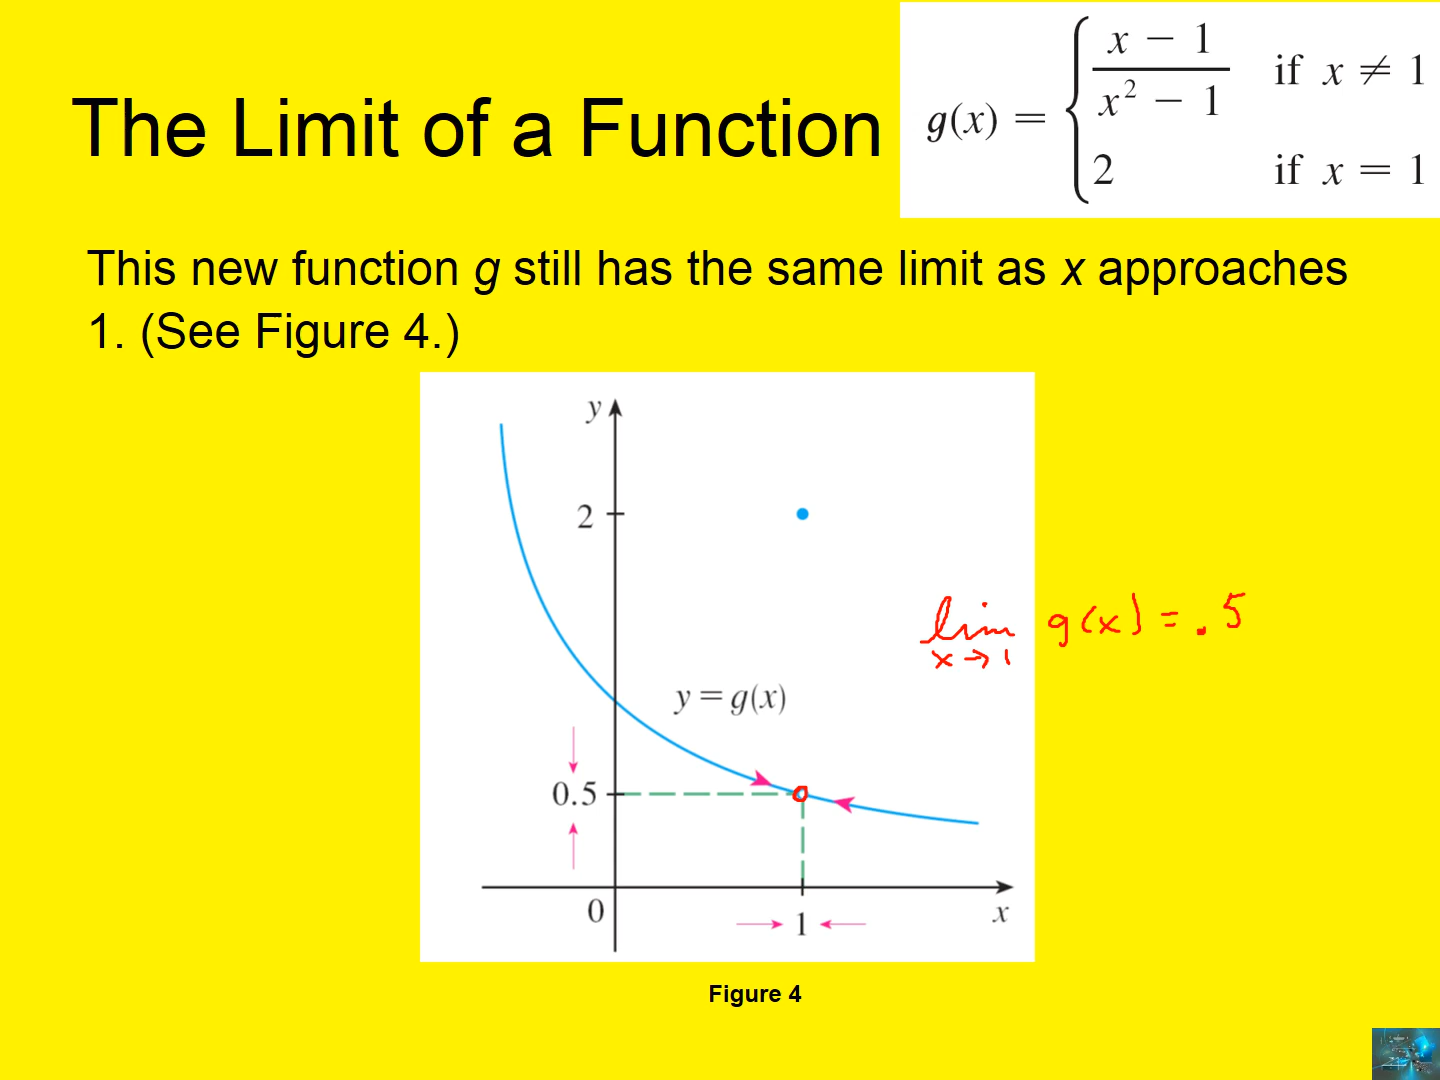 The Limit of a Function
g(x) = { x − 1 / x² − 1 if x ≠ 1
2 if x = 1
This new function g still has the same limit as x approaches
1. (See Figure 4.)
y
2
lim g(x) = .5
x→1
y = g(x)
0.5
0
1
x
Figure 4